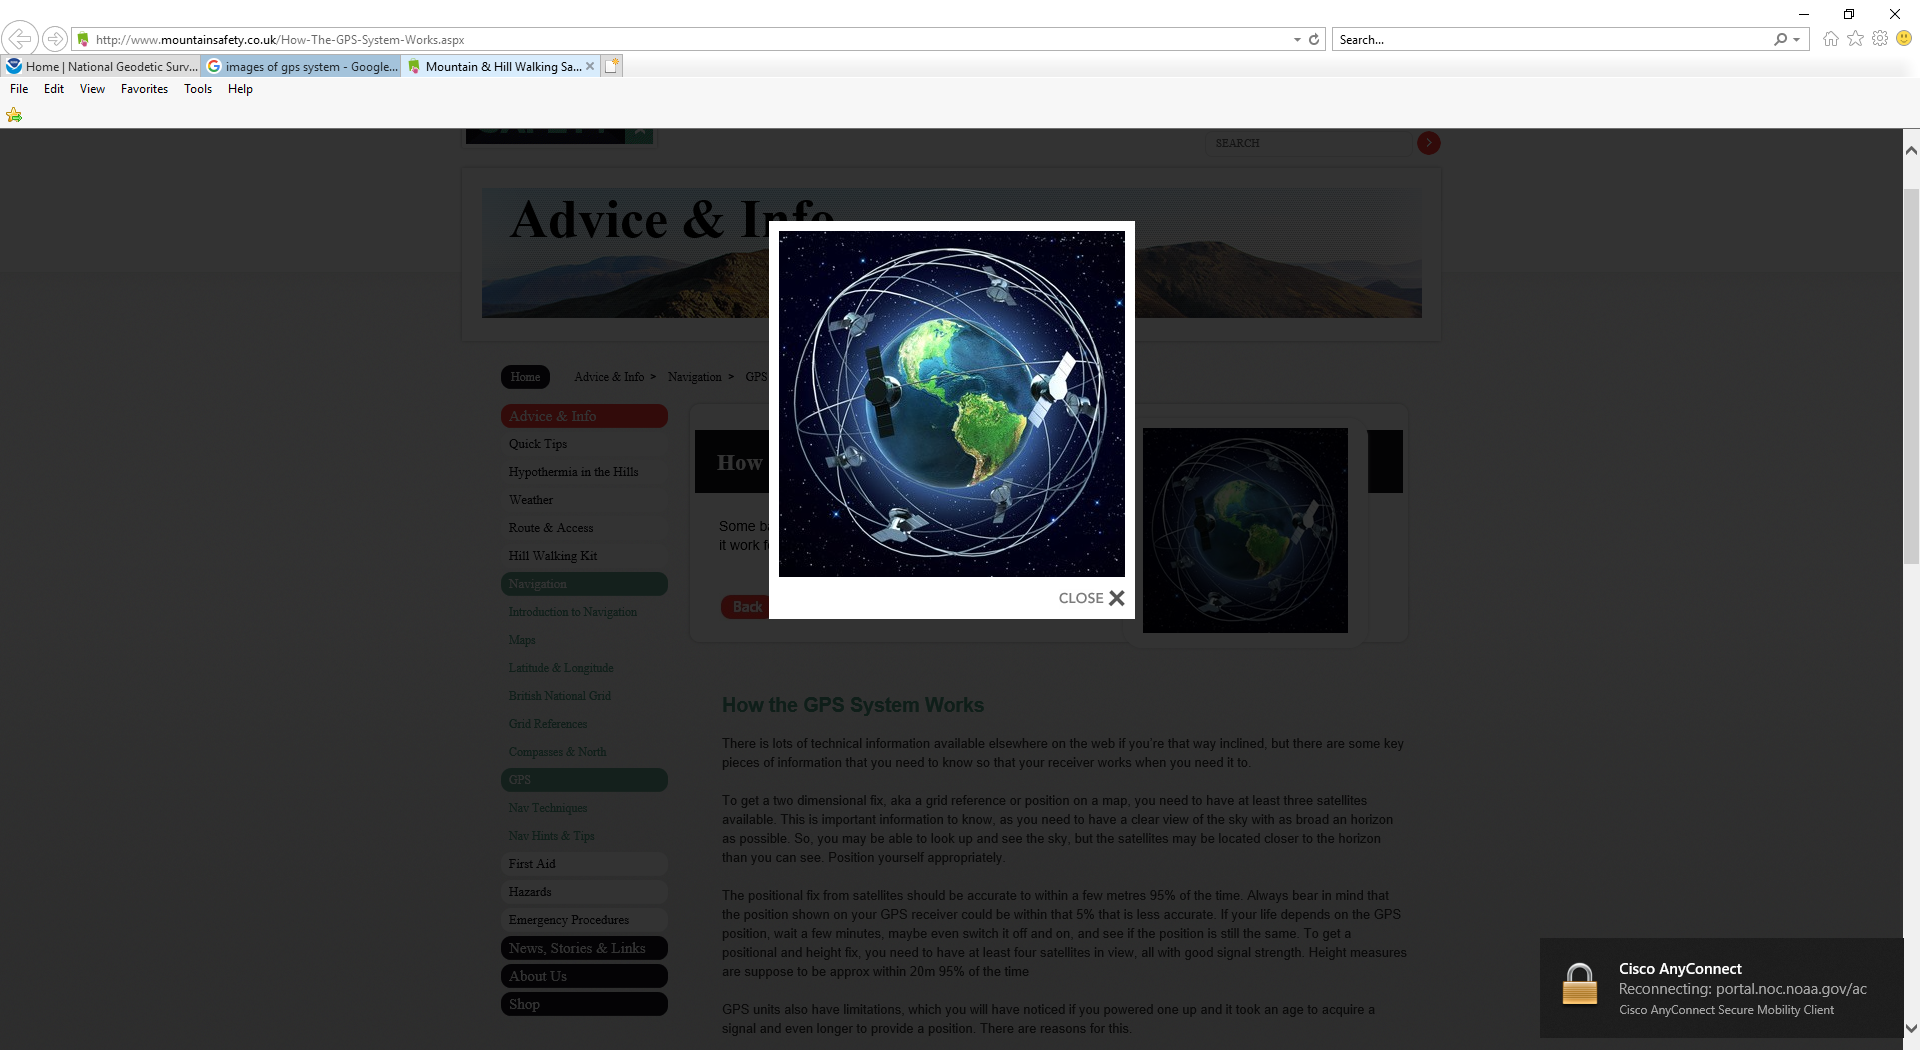 http://www.mountainsafety.co.uk/How-The-GPS-System-Works.aspx
Search...
Home | National Geodetic Surv...
images of gps system - Google...
Mountain & Hill Walking Sa...
File Edit View Favorites Tools Help
SEARCH
Advice & Info
Home
Advice & Info > Navigation > GPS
Advice & Info
Quick Tips
Hypothermia in the Hills
Weather
Route & Access
Hill Walking Kit
Navigation
Introduction to Navigation
Maps
Latitude & Longitude
British National Grid
Grid References
Compasses & North
GPS
Nav Techniques
Nav Hints & Tips
First Aid
Hazards
Emergency Procedures
News, Stories & Links
About Us
Shop
How
Some
it work
Back
CLOSE
How the GPS System Works
There is lots of technical information available elsewhere on the web if you're that way inclined, but there are some key
pieces of information that you need to know so that your receiver works when you need it to.
To get a two dimensional fix, aka a grid reference or position on a map, you need to have at least three satellites
available. This is important information to know, as you need to have a clear view of the sky with as broad an horizon
as possible. So, you may be able to look up and see the sky, but the satellites may be located closer to the horizon
than you can see. Position yourself appropriately.
The positional fix from satellites should be accurate to within a few metres 95% of the time. Always bear in mind that
the position shown on your GPS receiver could be within that 5% that is less accurate. If your life depends on the GPS
position, wait a few minutes, maybe even switch it off and on, and see if the position is still the same. To get a
positional and height fix, you need to have at least four satellites in view, all with good signal strength. Height measures
are suppose to be approx within 20m 95% of the time
GPS units also have limitations, which you will have noticed if you powered one up and it took an age to acquire a
signal and even longer to provide a position. There are reasons for this.
Cisco AnyConnect
Reconnecting: portal.noc.noaa.gov/ac
Cisco AnyConnect Secure Mobility Client